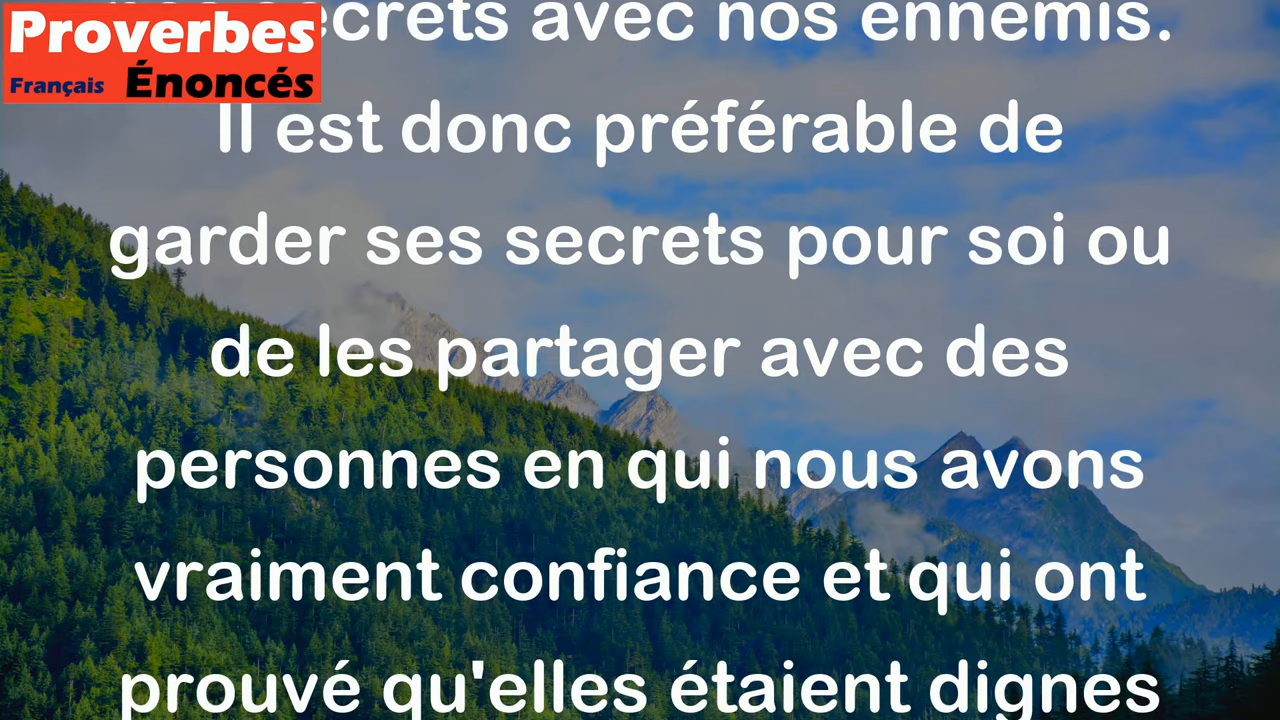 Proverbes
Français Énoncés
secrets avec nos ennemis.
Il est donc préférable de
garder ses secrets pour soi ou
de les partager avec des
personnes en qui nous avons
vraiment confiance et qui ont
prouvé qu'elles étaient dignes